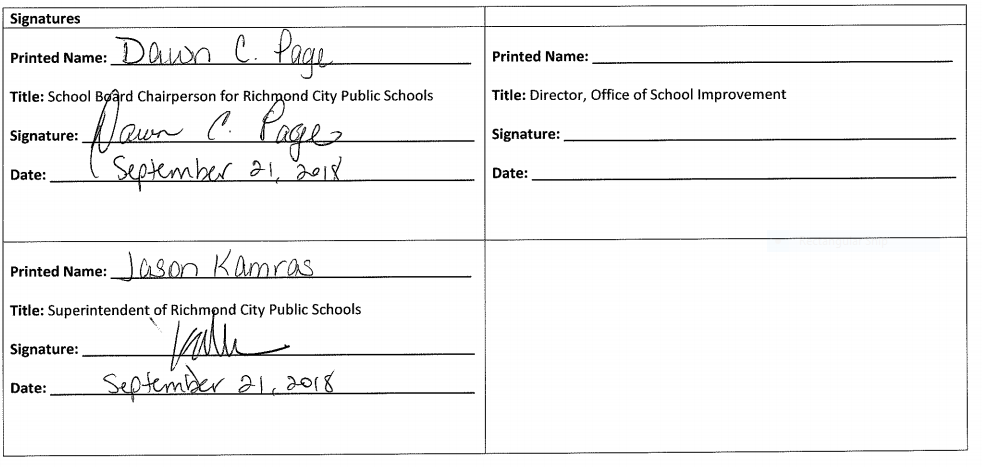 Signatures
Printed Name: Dawn C. Page
Title: School Board Chairperson for Richmond City Public Schools
Signature: Dawn C. Page
Date: September 21, 2018
Printed Name:
Title: Director, Office of School Improvement
Signature:
Date:
Printed Name: Jason Kamras
Title: Superintendent of Richmond City Public Schools
Signature:
Date: September 21, 2018